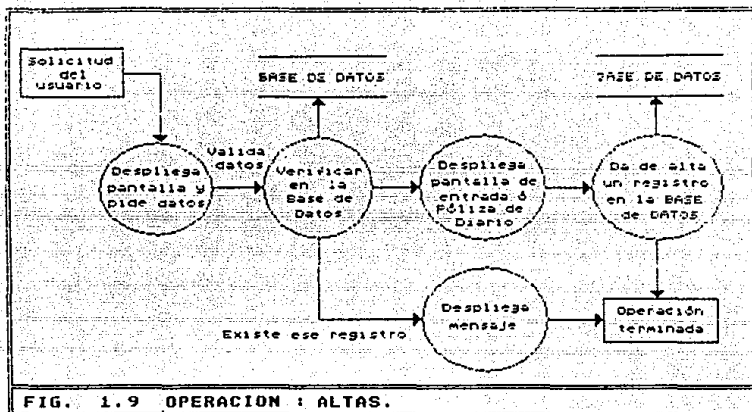 Solicitud
del
usuario
BASE DE DATOS
BASE DE DATOS
Despliega
pantalla y
pide datos
Valida
datos
Verificar
en la
Base de
Datos
Despliega
pantalla de
entrada ó
Póliza de
Diario
Da de alta
un registro
en la BASE
de DATOS
Existe ese registro
Despliega
mensaje
Operación
terminada
FIG. 1.9 OPERACION : ALTAS.